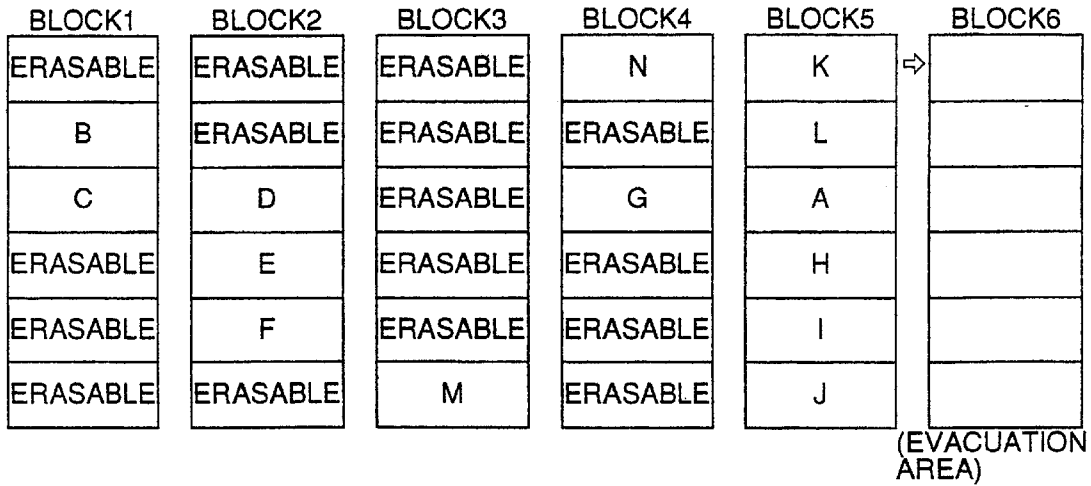 BLOCK1 BLOCK2 BLOCK3 BLOCK4 BLOCK5 BLOCK6
ERASABLE ERASABLE ERASABLE N K ⇨
B ERASABLE ERASABLE ERASABLE L
C D ERASABLE G A
ERASABLE E ERASABLE ERASABLE H
ERASABLE F ERASABLE ERASABLE I
ERASABLE ERASABLE M ERASABLE J
(EVACUATION
AREA)